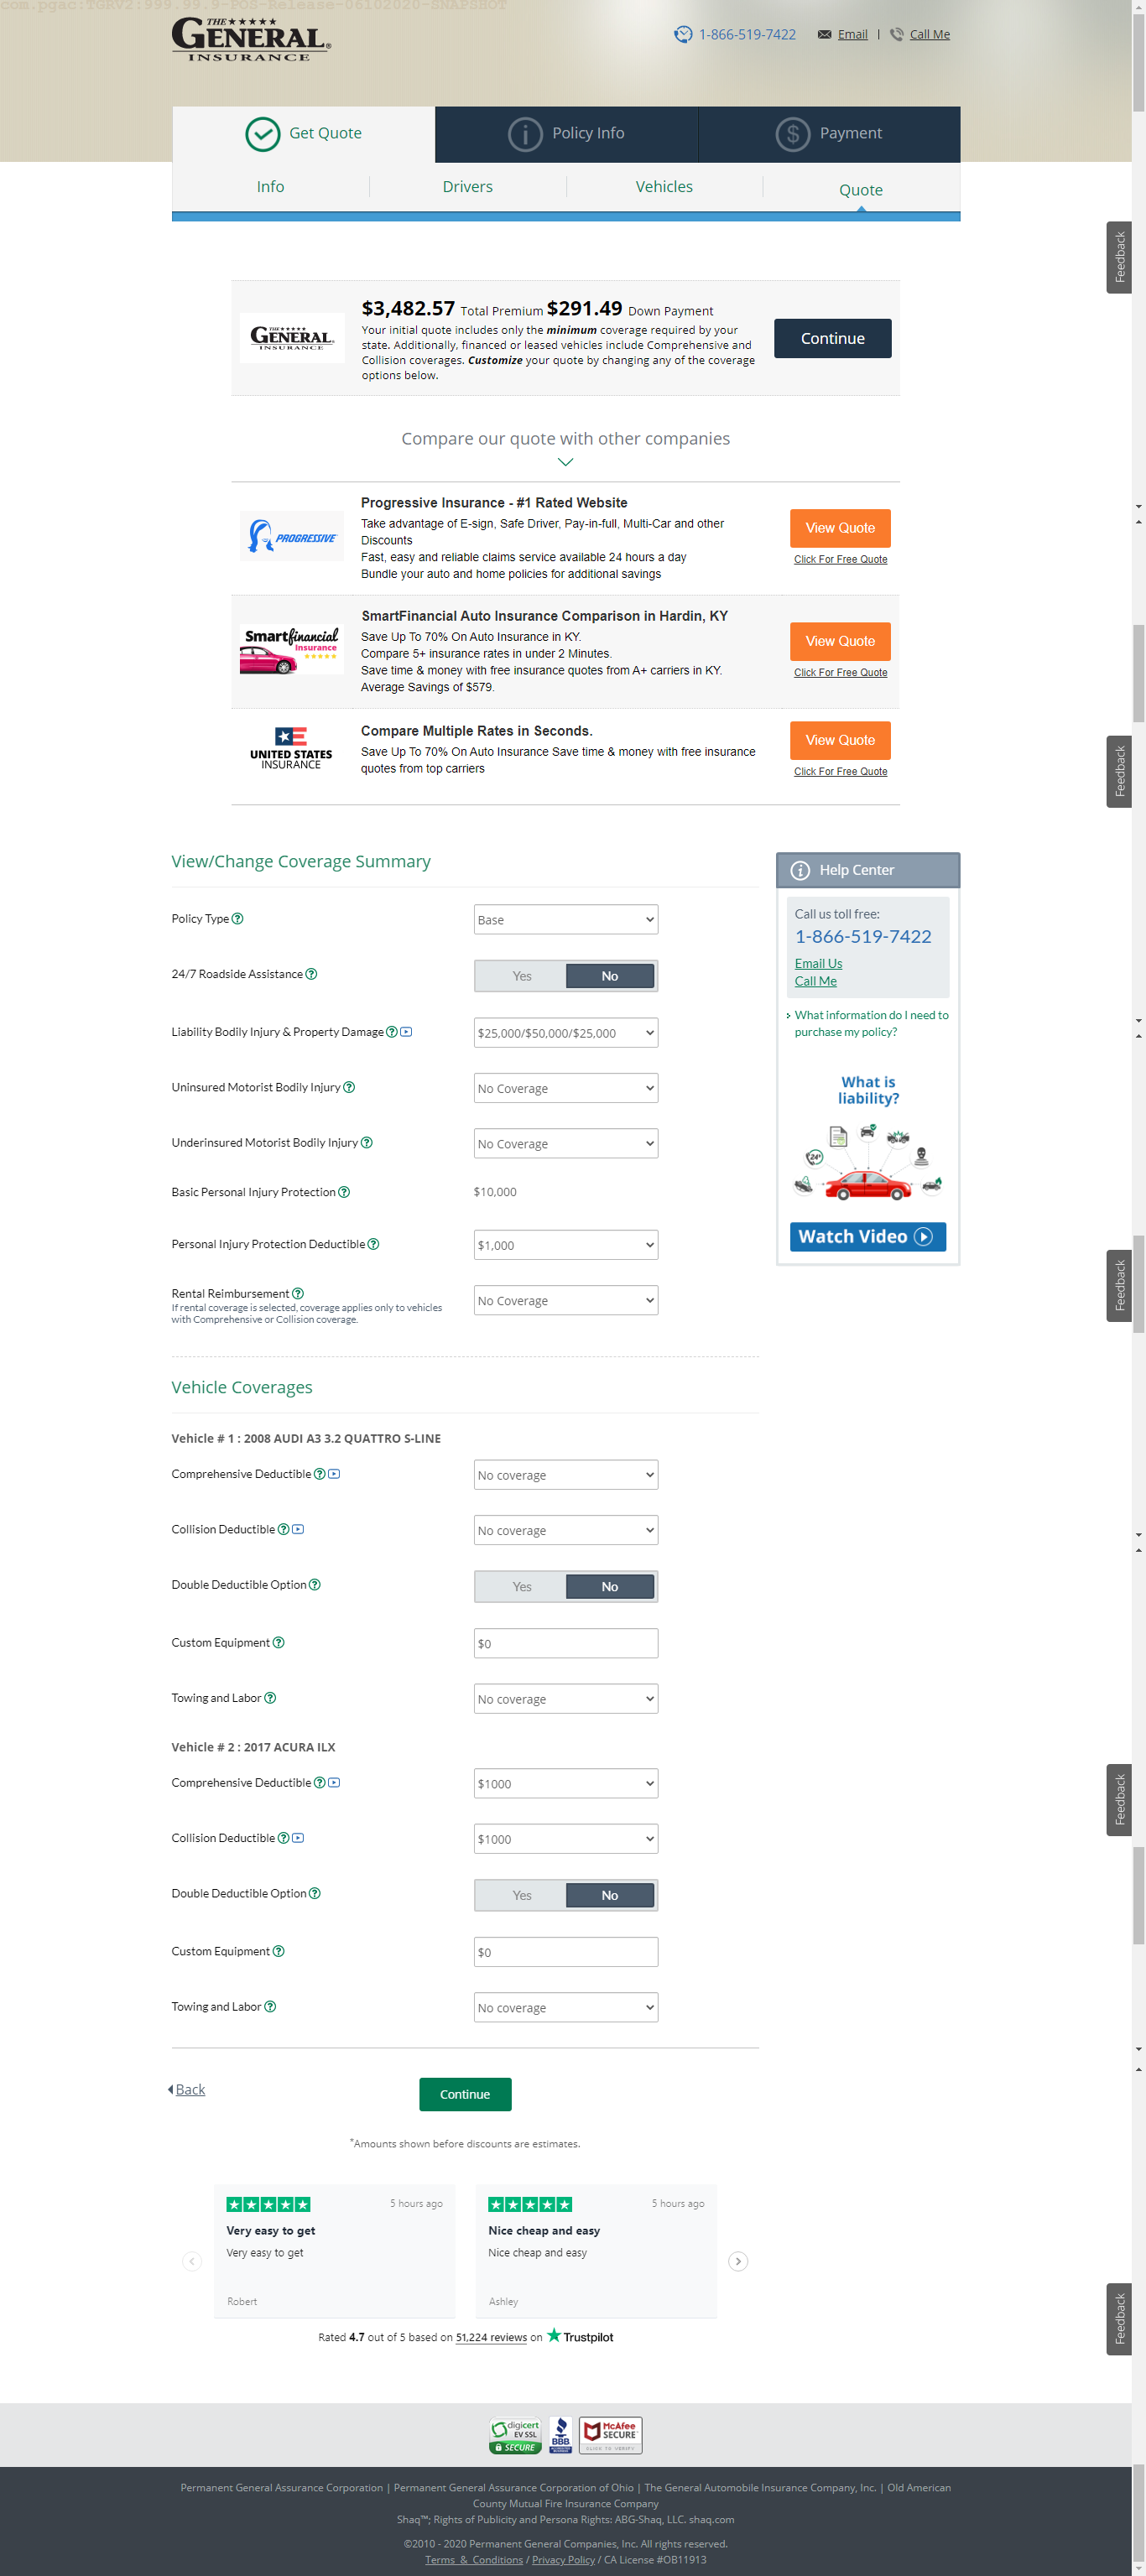 com.pgac:TGRV2:999.99.9-POS-Release-06102020-SNAPSHOT
THE
GENERAL
INSURANCE
1-866-519-7422 Email | Call Me
Get Quote Policy Info Payment
Info Drivers Vehicles Quote
Feedback
$3,482.57 Total Premium $291.49 Down Payment
Your initial quote includes only the minimum coverage required by your
state. Additionally, financed or leased vehicles include Comprehensive and
Collision coverages. Customize your quote by changing any of the coverage
options below.
THE
GENERAL
INSURANCE
Continue
Compare our quote with other companies
PROGRESSIVE
Progressive Insurance - #1 Rated Website
Take advantage of E-sign, Safe Driver, Pay-in-full, Multi-Car and other
Discounts
Fast, easy and reliable claims service available 24 hours a day
Bundle your auto and home policies for additional savings
View Quote
Click For Free Quote
Smartfinancial
Insurance
SmartFinancial Auto Insurance Comparison in Hardin, KY
Save Up To 70% On Auto Insurance in KY.
Compare 5+ insurance rates in under 2 Minutes.
Save time & money with free insurance quotes from A+ carriers in KY.
Average Savings of $579.
View Quote
Click For Free Quote
UNITED STATES
INSURANCE
Compare Multiple Rates in Seconds.
Save Up To 70% On Auto Insurance Save time & money with free insurance
quotes from top carriers
View Quote
Click For Free Quote
Feedback
View/Change Coverage Summary
Policy Type Base
24/7 Roadside Assistance Yes No
Liability Bodily Injury & Property Damage $25,000/$50,000/$25,000
Uninsured Motorist Bodily Injury No Coverage
Underinsured Motorist Bodily Injury No Coverage
Basic Personal Injury Protection $10,000
Personal Injury Protection Deductible $1,000
Rental Reimbursement No Coverage
If rental coverage is selected, coverage applies only to vehicles
with Comprehensive or Collision coverage.
Help Center
Call us toll free:
1-866-519-7422
Email Us
Call Me
What information do I need to
purchase my policy?
What is
liability?
24
Watch Video
Feedback
Vehicle Coverages
Vehicle # 1 : 2008 AUDI A3 3.2 QUATTRO S-LINE
Comprehensive Deductible No coverage
Collision Deductible No coverage
Double Deductible Option Yes No
Custom Equipment $0
Towing and Labor No coverage
Vehicle # 2 : 2017 ACURA ILX
Comprehensive Deductible $1000
Collision Deductible $1000
Double Deductible Option Yes No
Custom Equipment $0
Towing and Labor No coverage
Feedback
Back
Continue
*Amounts shown before discounts are estimates.
5 hours ago
Very easy to get
Very easy to get
Robert
5 hours ago
Nice cheap and easy
Nice cheap and easy
Ashley
Rated 4.7 out of 5 based on 51,224 reviews on Trustpilot
Feedback
digicert
EV SSL
SECURE
BBB
McAfee
SECURE
CLICK TO VERIFY
Permanent General Assurance Corporation | Permanent General Assurance Corporation of Ohio | The General Automobile Insurance Company, Inc. | Old American
County Mutual Fire Insurance Company
Shaq™; Rights of Publicity and Persona Rights: ABG-Shaq, LLC. shaq.com
©2010 - 2020 Permanent General Companies, Inc. All rights reserved.
Terms & Conditions / Privacy Policy / CA License #OB11913